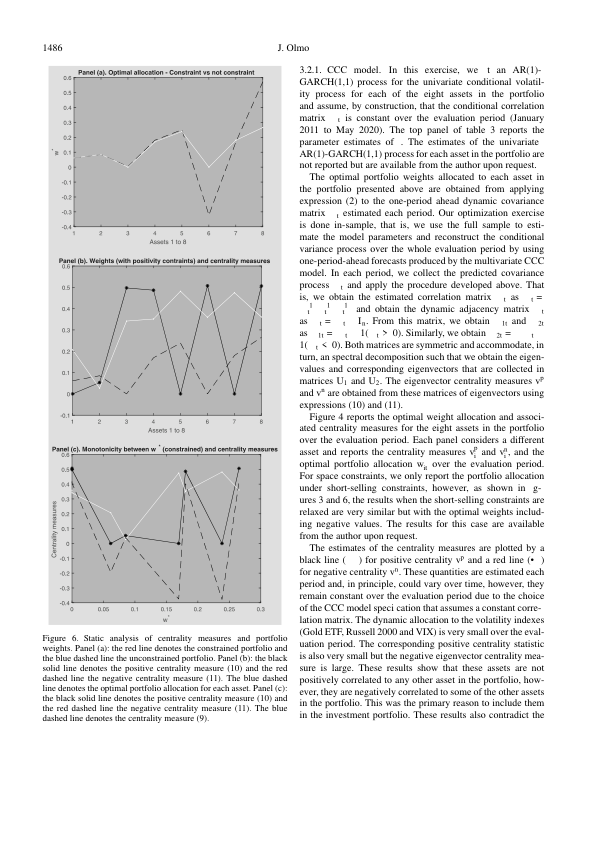 1486
J. Olmo
Panel (a). Optimal allocation - Constraint vs not constraint
0.6
0.5
0.4
0.3
0.2
0.1
0
-0.1
-0.2
-0.3
-0.4
w*
1 2 3 4 5 6 7 8
Assets 1 to 8
Panel (b). Weights (with positivity contraints) and centrality measures
0.6
0.5
0.4
0.3
0.2
0.1
0
-0.1
1 2 3 4 5 6 7 8
Assets 1 to 8
Panel (c). Monotonicity between w* (constrained) and centrality measures
0.6
0.5
0.4
0.3
0.2
0.1
0
-0.1
-0.2
-0.3
-0.4
Centrality measures
0 0.05 0.1 0.15 0.2 0.25 0.3
w*
Figure 6. Static analysis of centrality measures and portfolio
weights. Panel (a): the red line denotes the constrained portfolio and
the blue dashed line the unconstrained portfolio. Panel (b): the black
solid line denotes the positive centrality measure (10) and the red
dashed line the negative centrality measure (11). The blue dashed
line denotes the optimal portfolio allocation for each asset. Panel (c):
the black solid line denotes the positive centrality measure (10) and
the red dashed line the negative centrality measure (11). The blue
dashed line denotes the centrality measure (9).
3.2.1. CCC model. In this exercise, we t an AR(1)-
GARCH(1,1) process for the univariate conditional volatil-
ity process for each of the eight assets in the portfolio
and assume, by construction, that the conditional correlation
matrix t is constant over the evaluation period (January
2011 to May 2020). The top panel of table 3 reports the
parameter estimates of . The estimates of the univariate
AR(1)-GARCH(1,1) process for each asset in the portfolio are
not reported but are available from the author upon request.
The optimal portfolio weights allocated to each asset in
the portfolio presented above are obtained from applying
expression (2) to the one-period ahead dynamic covariance
matrix t estimated each period. Our optimization exercise
is done in-sample, that is, we use the full sample to esti-
mate the model parameters and reconstruct the conditional
variance process over the whole evaluation period by using
one-period-ahead forecasts produced by the multivariate CCC
model. In each period, we collect the predicted covariance
process t and apply the procedure developed above. That
is, we obtain the estimated correlation matrix t as t =
t 1 t t 1 and obtain the dynamic adjacency matrix t
as t = t In. From this matrix, we obtain 1t and 2t
as 1t = t 1( t > 0). Similarly, we obtain 2t = t
1( t < 0). Both matrices are symmetric and accommodate, in
turn, an spectral decomposition such that we obtain the eigen-
values and corresponding eigenvectors that are collected in
matrices U1 and U2. The eigenvector centrality measures vp
and vn are obtained from these matrices of eigenvectors using
expressions (10) and (11).
Figure 4 reports the optimal weight allocation and associ-
ated centrality measures for the eight assets in the portfolio
over the evaluation period. Each panel considers a different
asset and reports the centrality measures vpt and vnt, and the
optimal portfolio allocation wit over the evaluation period.
For space constraints, we only report the portfolio allocation
under short-selling constraints, however, as shown in g-
ures 3 and 6, the results when the short-selling constraints are
relaxed are very similar but with the optimal weights includ-
ing negative values. The results for this case are available
from the author upon request.
The estimates of the centrality measures are plotted by a
black line ( ) for positive centrality vp and a red line (• )
for negative centrality vn. These quantities are estimated each
period and, in principle, could vary over time, however, they
remain constant over the evaluation period due to the choice
of the CCC model speci cation that assumes a constant corre-
lation matrix. The dynamic allocation to the volatility indexes
(Gold ETF, Russell 2000 and VIX) is very small over the eval-
uation period. The corresponding positive centrality statistic
is also very small but the negative eigenvector centrality mea-
sure is large. These results show that these assets are not
positively correlated to any other asset in the portfolio, how-
ever, they are negatively correlated to some of the other assets
in the portfolio. This was the primary reason to include them
in the investment portfolio. These results also contradict the